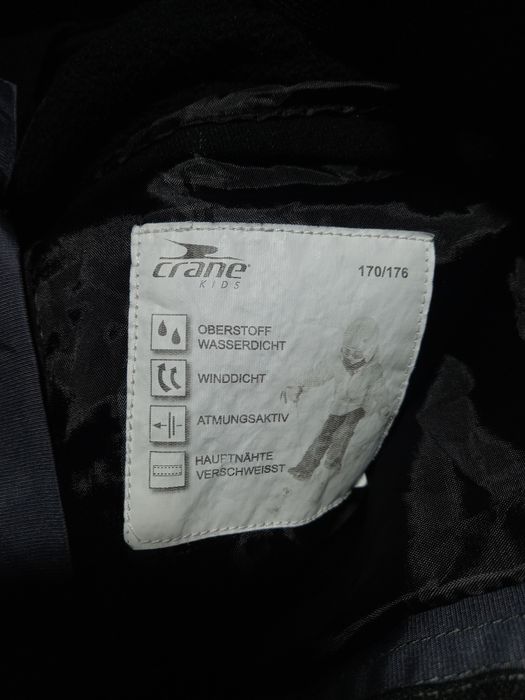 crane®
KIDS
170/176
OBERSTOFF
WASSERDICHT
WINDDICHT
ATMUNGSAKTIV
HAUPTNÄHTE
VERSCHWEISST